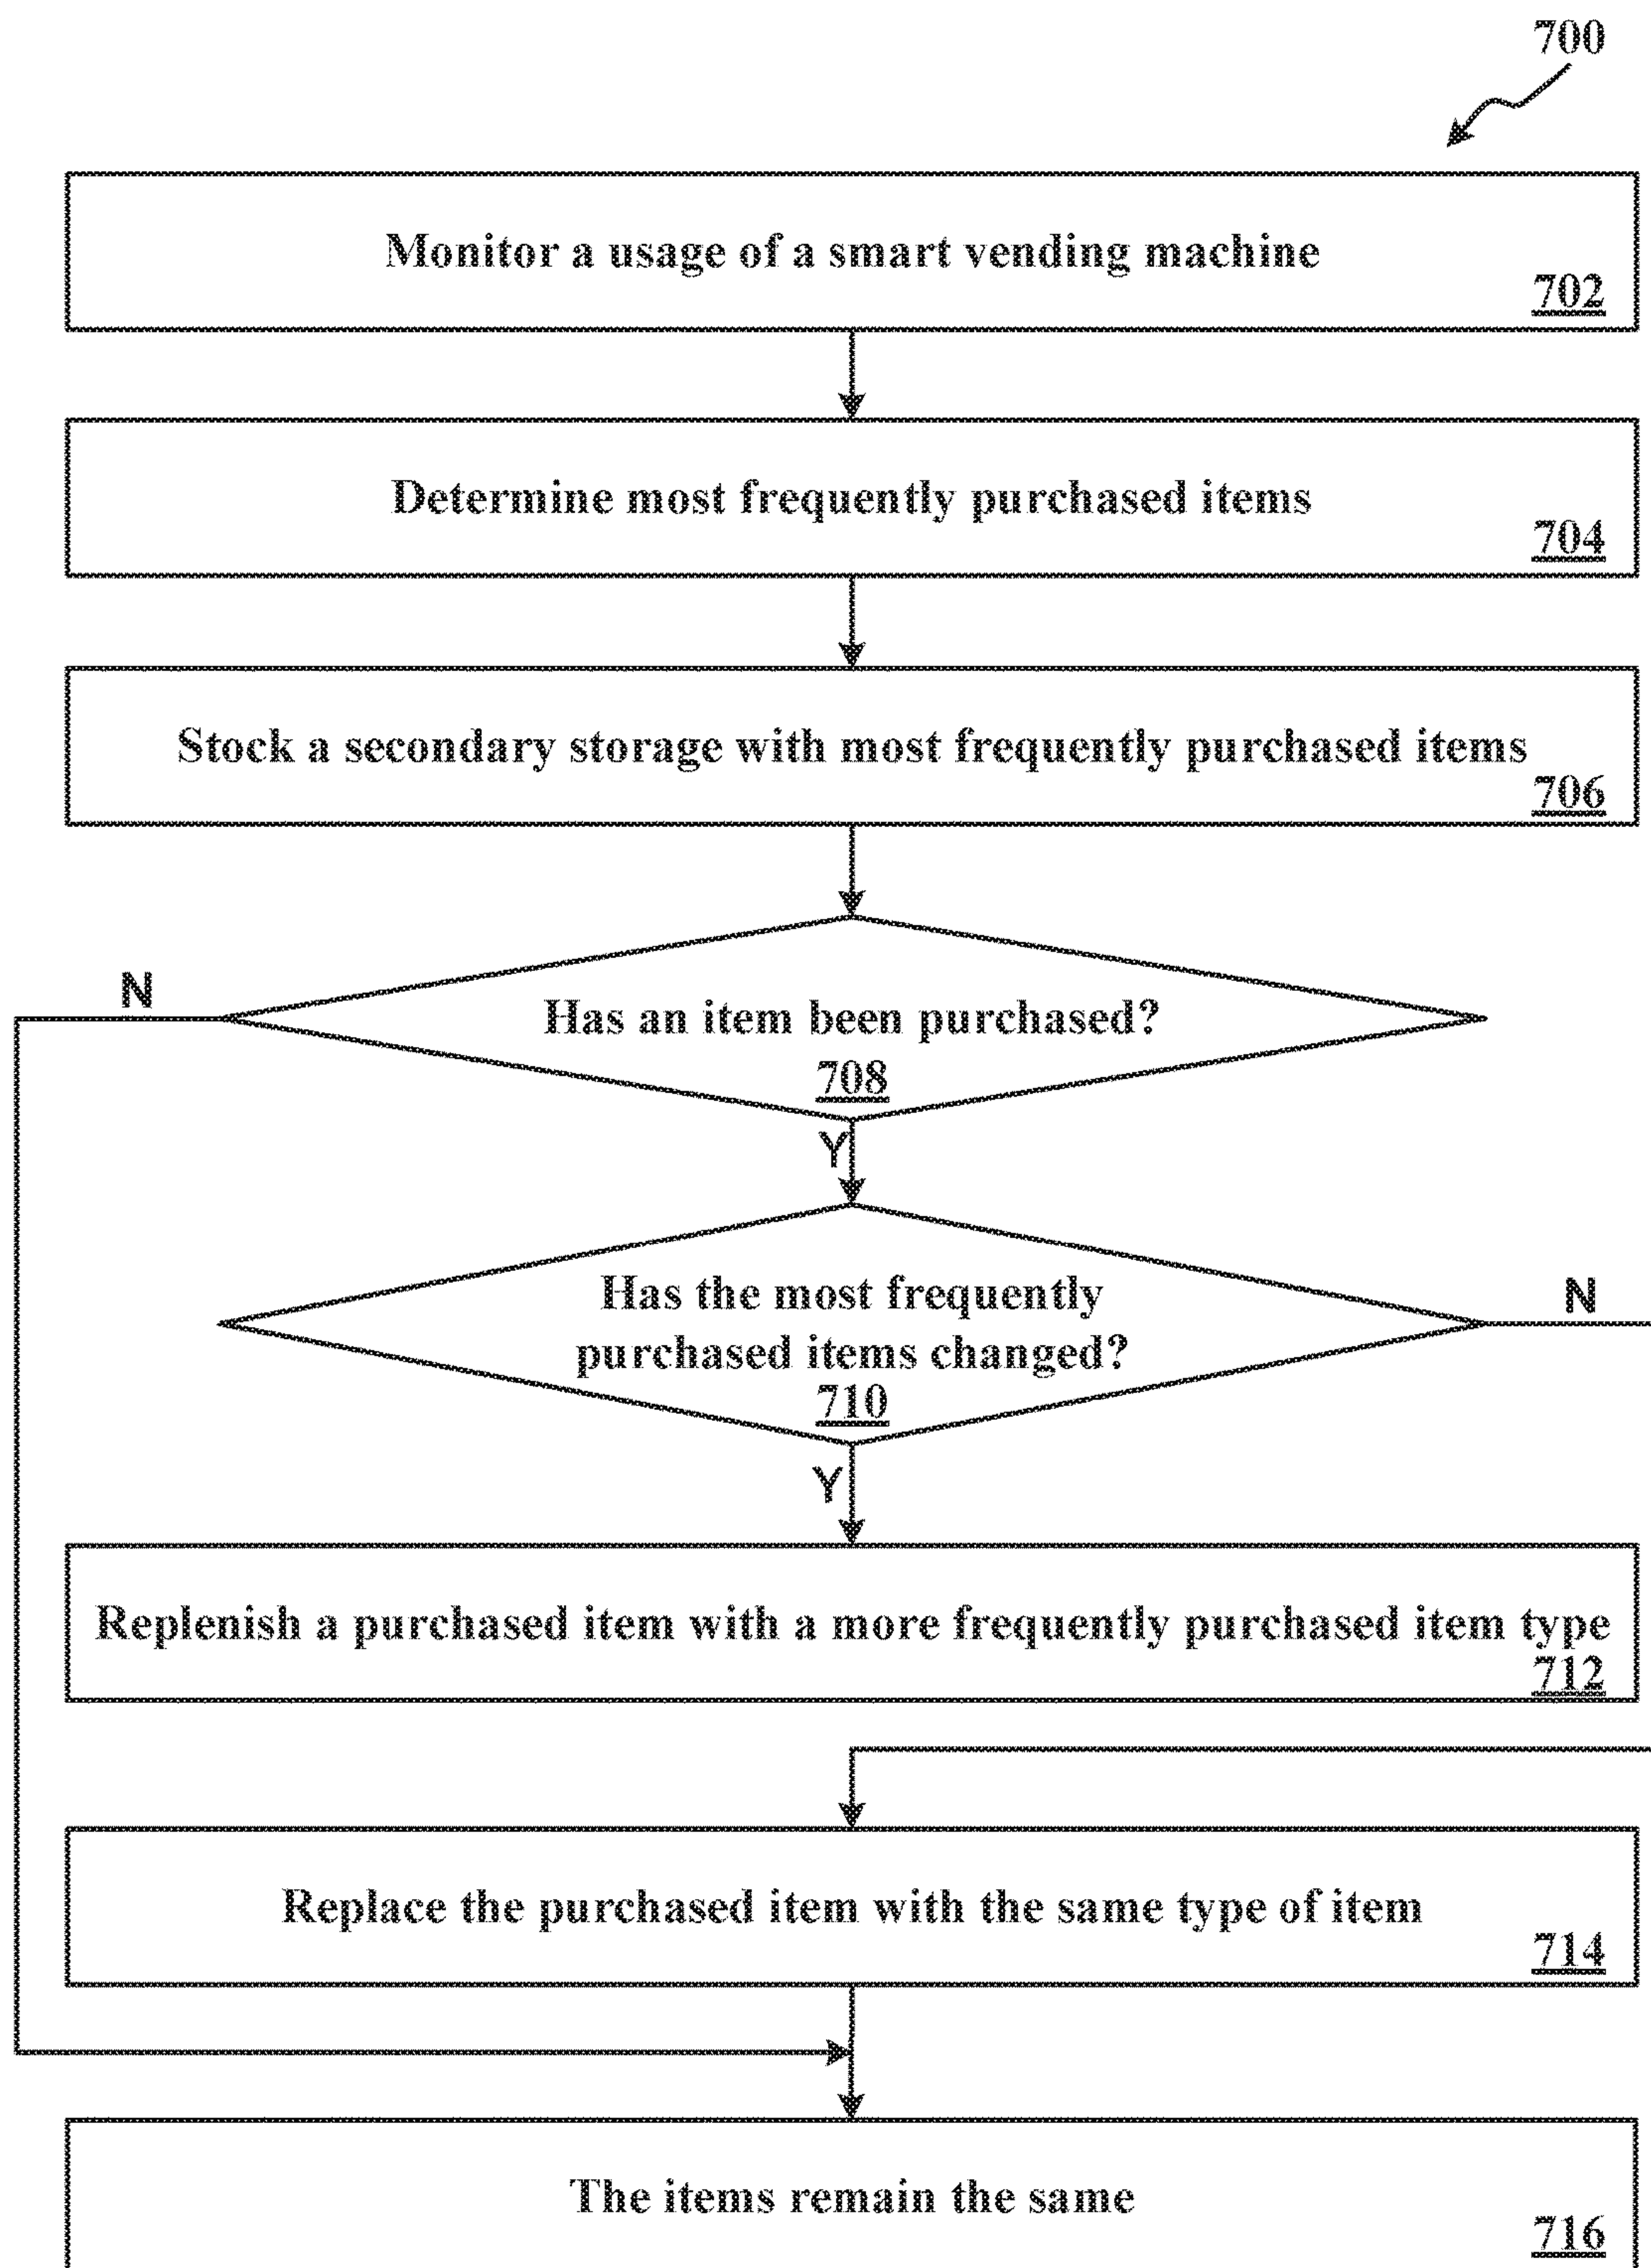 700
Monitor a usage of a smart vending machine
702
Determine most frequently purchased items
704
Stock a secondary storage with most frequently purchased items
706
N
Has an item been purchased?
708
Y
Has the most frequently
N
purchased items changed?
710
Y
Replenish a purchased item with a more frequently purchased item type
712
Replace the purchased item with the same type of item
714
The items remain the same
716